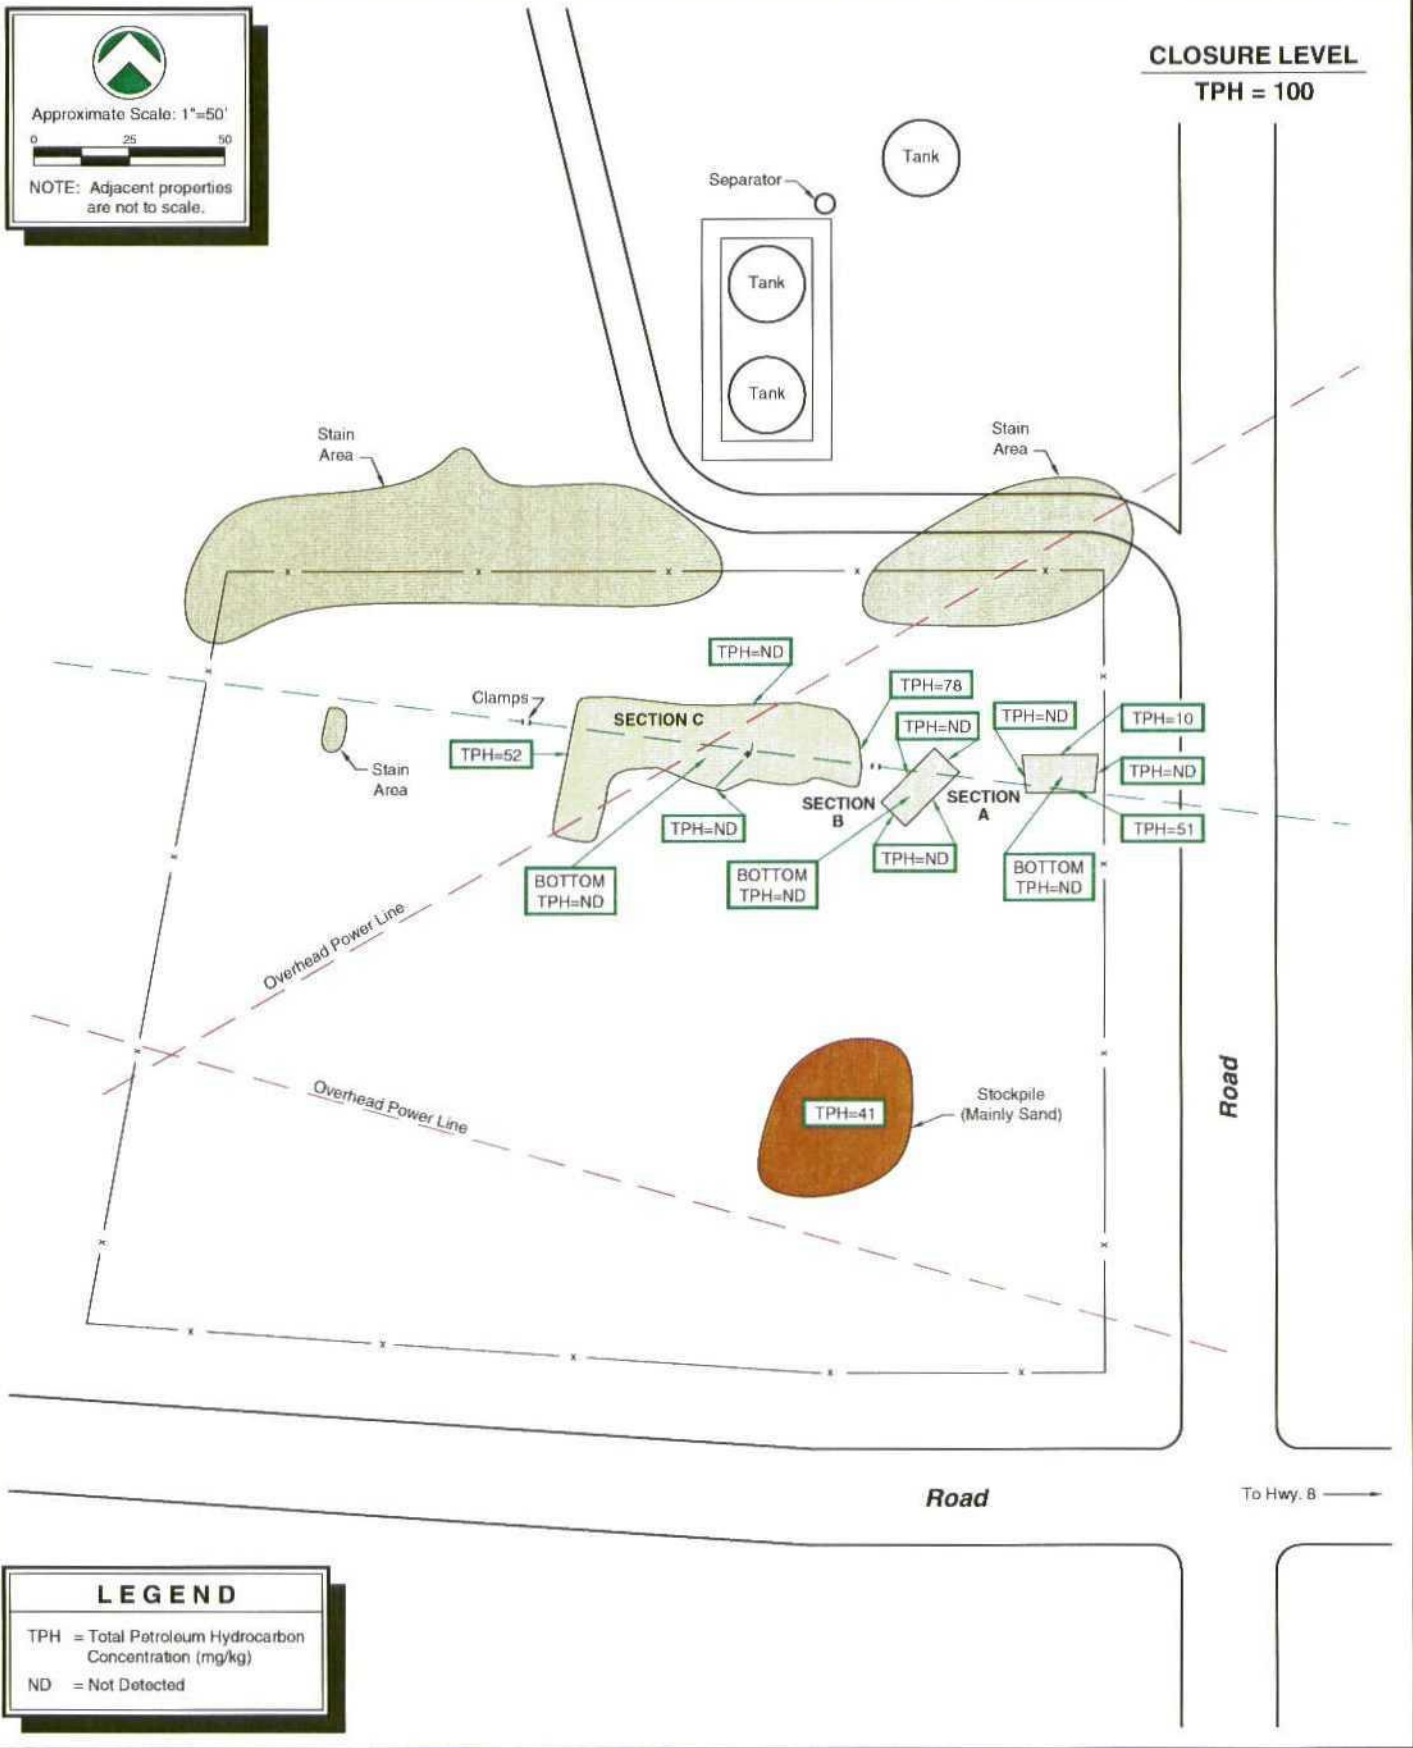 CLOSURE LEVEL
TPH = 100
Approximate Scale: 1"=50'
0 25 50
NOTE: Adjacent properties
are not to scale.
Tank
Separator
Tank
Tank
Stain
Area
Stain
Area
TPH=ND
TPH=78
Clamps
SECTION C
TPH=ND
TPH=ND
TPH=10
TPH=52
Stain
Area
TPH=ND
SECTION
B
SECTION
A
TPH=ND
TPH=51
TPH=ND
BOTTOM
TPH=ND
BOTTOM
TPH=ND
BOTTOM
TPH=ND
Overhead Power Line
Overhead Power Line
TPH=41
Stockpile
(Mainly Sand)
Road
Road
To Hwy. 8
LEGEND
TPH = Total Petroleum Hydrocarbon
Concentration (mg/kg)
ND = Not Detected